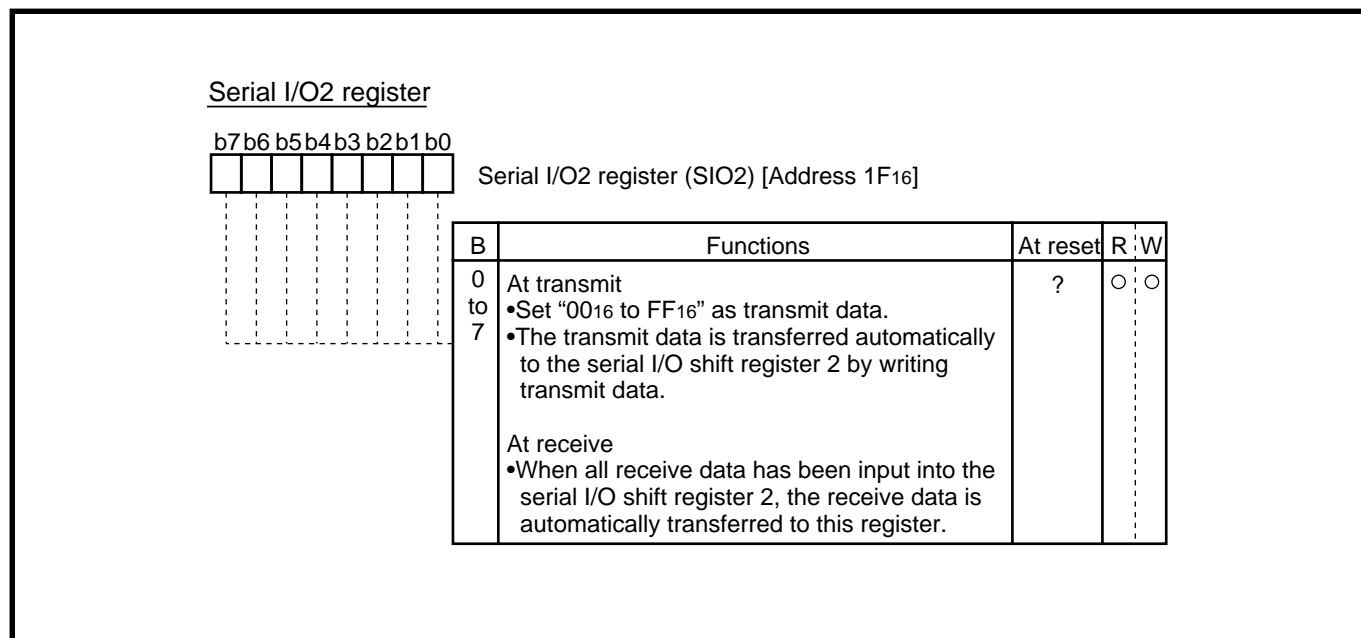 Serial I/O2 register
b7 b6 b5 b4 b3 b2 b1 b0
Serial I/O2 register (SIO2) [Address 1F16]
B Functions At reset R W
0 to 7
At transmit
•Set “0016 to FF16” as transmit data.
•The transmit data is transferred automatically
to the serial I/O shift register 2 by writing
transmit data.
? ○ ○
At receive
•When all receive data has been input into the
serial I/O shift register 2, the receive data is
automatically transferred to this register.